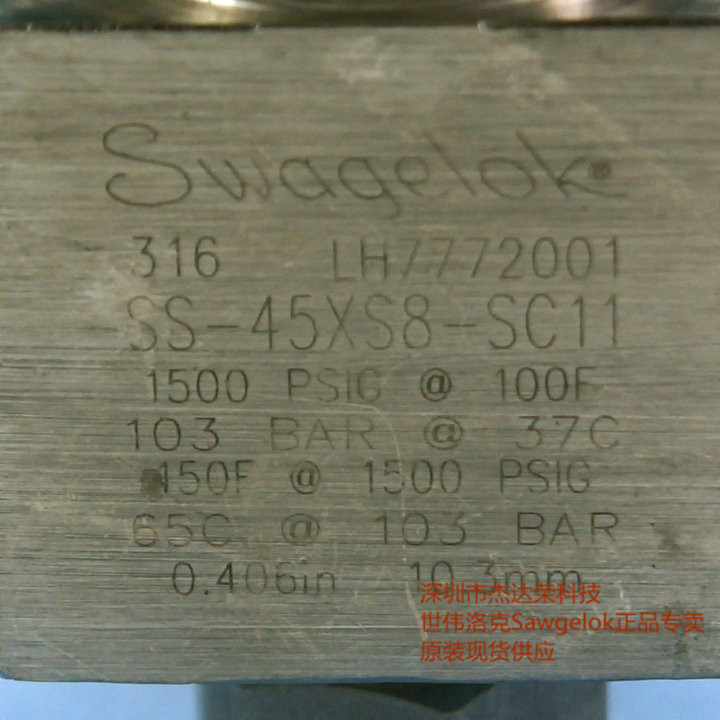 Swagelok
316 LH7772001
SS-45XS8-SC11
1500 PSIG @ 100F
103 BAR @ 37C
150F @ 1500 PSIG
65C @ 103 BAR
0.406in 10.3mm
深圳市杰达荣科技
世伟洛克Sawgelok正品专卖
原装现货供应